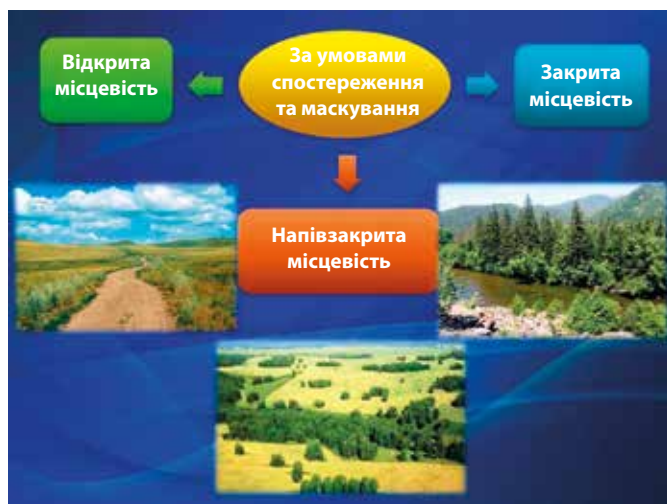 За умовами
спостереження
та маскування
Відкрита
місцевість
Закрита
місцевість
Напівзакрита
місцевість